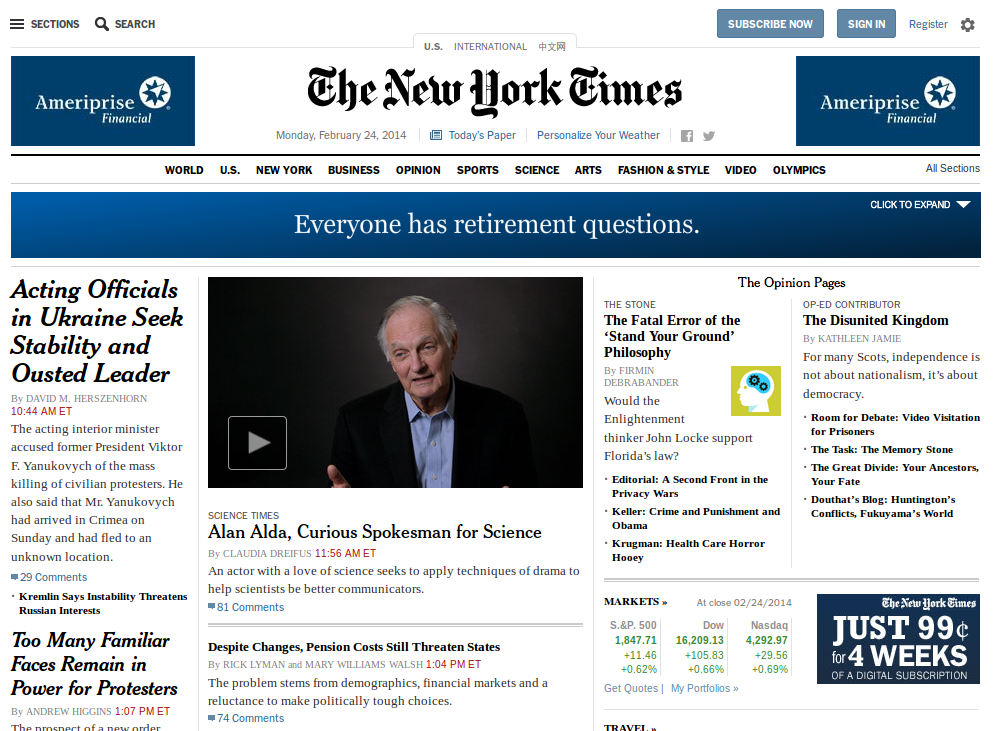 SECTIONS
SEARCH
SUBSCRIBE NOW
SIGN IN
Register
U.S.
INTERNATIONAL
中文网
Ameriprise
Financial
The New York Times
Ameriprise
Financial
Monday, February 24, 2014
Today's Paper
Personalize Your Weather
WORLD
U.S.
NEW YORK
BUSINESS
OPINION
SPORTS
SCIENCE
ARTS
FASHION & STYLE
VIDEO
OLYMPICS
All Sections
CLICK TO EXPAND
Everyone has retirement questions.
Acting Officials
in Ukraine Seek
Stability and
Ousted Leader
By DAVID M. HERSZENHORN
10:44 AM ET
The acting interior minister
accused former President Viktor
F. Yanukovych of the mass
killing of civilian protesters. He
also said that Mr. Yanukovych
had arrived in Crimea on
Sunday and had fled to an
unknown location.
29 Comments
· Kremlin Says Instability Threatens
Russian Interests
Too Many Familiar
Faces Remain in
Power for Protesters
By ANDREW HIGGINS 1:07 PM ET
The prospect of a new order
SCIENCE TIMES
Alan Alda, Curious Spokesman for Science
By CLAUDIA DREIFUS 11:56 AM ET
An actor with a love of science seeks to apply techniques of drama to
help scientists be better communicators.
81 Comments
Despite Changes, Pension Costs Still Threaten States
By RICK LYMAN and MARY WILLIAMS WALSH 1:04 PM ET
The problem stems from demographics, financial markets and a
reluctance to make politically tough choices.
74 Comments
The Opinion Pages
THE STONE
The Fatal Error of the
‘Stand Your Ground’
Philosophy
By FIRMIN
DEBRABANDER
Would the
Enlightenment
thinker John Locke support
Florida’s law?
· Editorial: A Second Front in the
Privacy Wars
· Keller: Crime and Punishment and
Obama
· Krugman: Health Care Horror
Hooey
OP-ED CONTRIBUTOR
The Disunited Kingdom
By KATHLEEN JAMIE
For many Scots, independence is
not about nationalism, it’s about
democracy.
· Room for Debate: Video Visitation
for Prisoners
· The Task: The Memory Stone
· The Great Divide: Your Ancestors,
Your Fate
· Douthat’s Blog: Huntington’s
Conflicts, Fukuyama’s World
MARKETS »
At close 02/24/2014
S.&P. 500 Dow Nasdaq
1,847.71 16,209.13 4,292.97
+11.46 +105.83 +29.56
+0.62% +0.66% +0.69%
Get Quotes | My Portfolios »
The New York Times
JUST 99¢
for 4 WEEKS
OF A DIGITAL SUBSCRIPTION
TRAVEL »